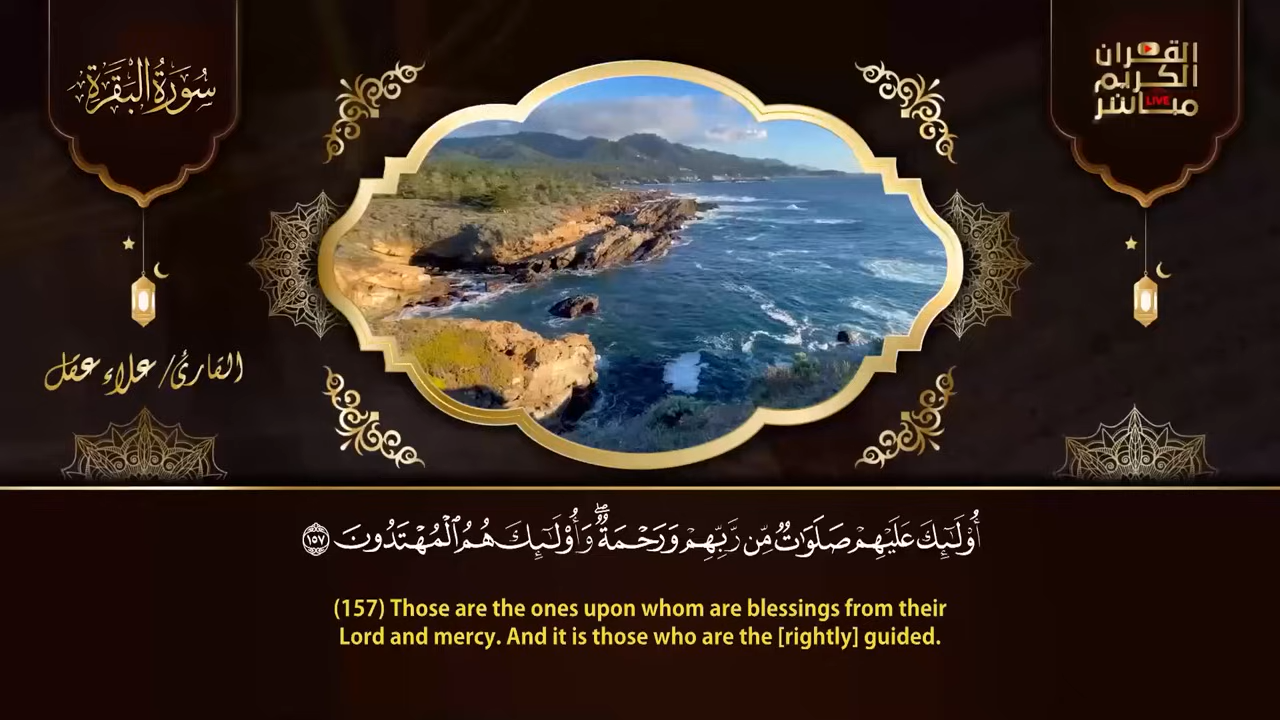 سُورَةُ البَقَرَةِ
القرآن
الكريم
مباشر
LIVE
القارئ/ علاء عقل
أُو۟لَـٰٓئِكَ عَلَيْهِمْ صَلَوَٰتٌ مِّن رَّبِّهِمْ وَرَحْمَةٌ ۖ وَأُو۟لَـٰٓئِكَ هُمُ ٱلْمُهْتَدُونَ ١٥٧
(157) Those are the ones upon whom are blessings from their
Lord and mercy. And it is those who are the [rightly] guided.